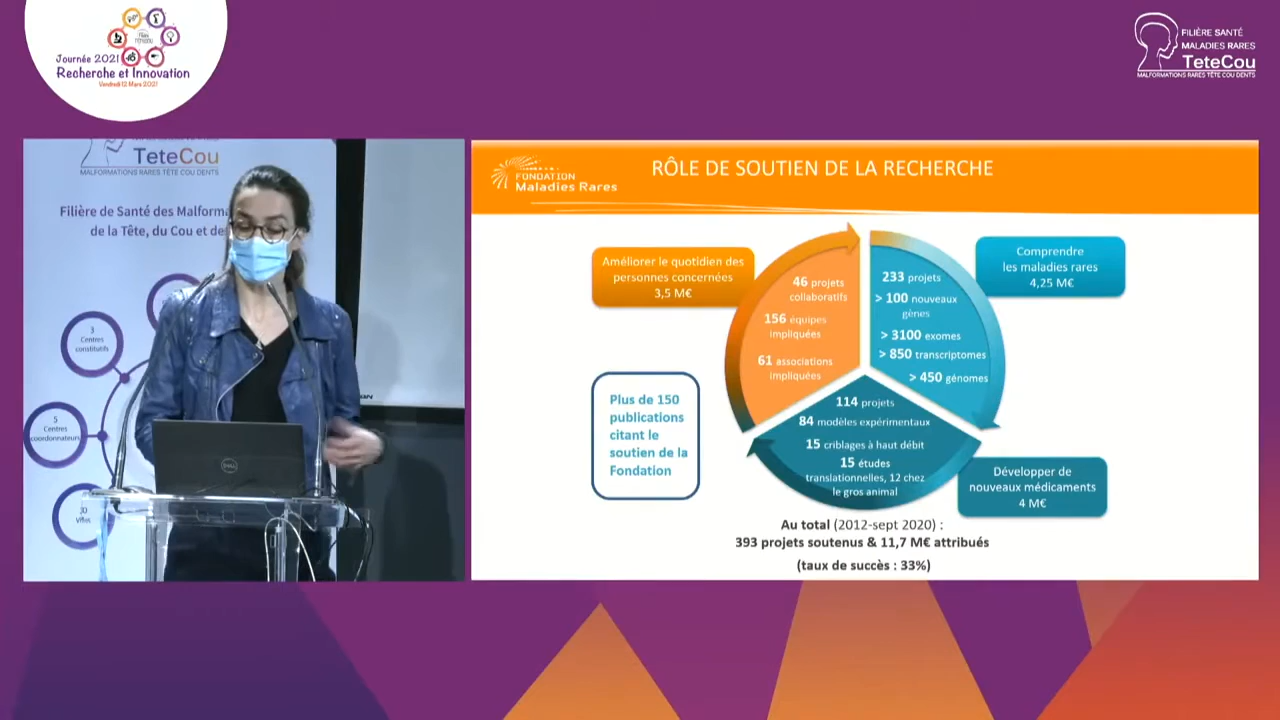 Journée 2021
Recherche et Innovation
Vendredi 12 Mars 2021
FILIÈRE SANTÉ
MALADIES RARES
TeteCou
MALFORMATIONS RARES TÊTE COU DENTS
TeteCou
MALFORMATIONS RARES TÊTE COU DENTS
Filière de Santé des Malforma
de la Tête, du Cou et de
3
Centres
constitutifs
5
Centres
coordonnateurs
FONDATION
Maladies Rares
RÔLE DE SOUTIEN DE LA RECHERCHE
Améliorer le quotidien des
personnes concernées
3,5 M€
46 projets
collaboratifs
156 équipes
impliquées
61 associations
impliquées
Comprendre
les maladies rares
4,25 M€
233 projets
> 100 nouveaux
gènes
> 3100 exomes
> 850 transcriptomes
> 450 génomes
114 projets
84 modèles expérimentaux
15 criblages à haut débit
15 études
translationnelles, 12 chez
le gros animal
Développer de
nouveaux médicaments
4 M€
Plus de 150
publications
citant le
soutien de la
Fondation
Au total (2012-sept 2020) :
393 projets soutenus & 11,7 M€ attribués
(taux de succès : 33%)
DELL